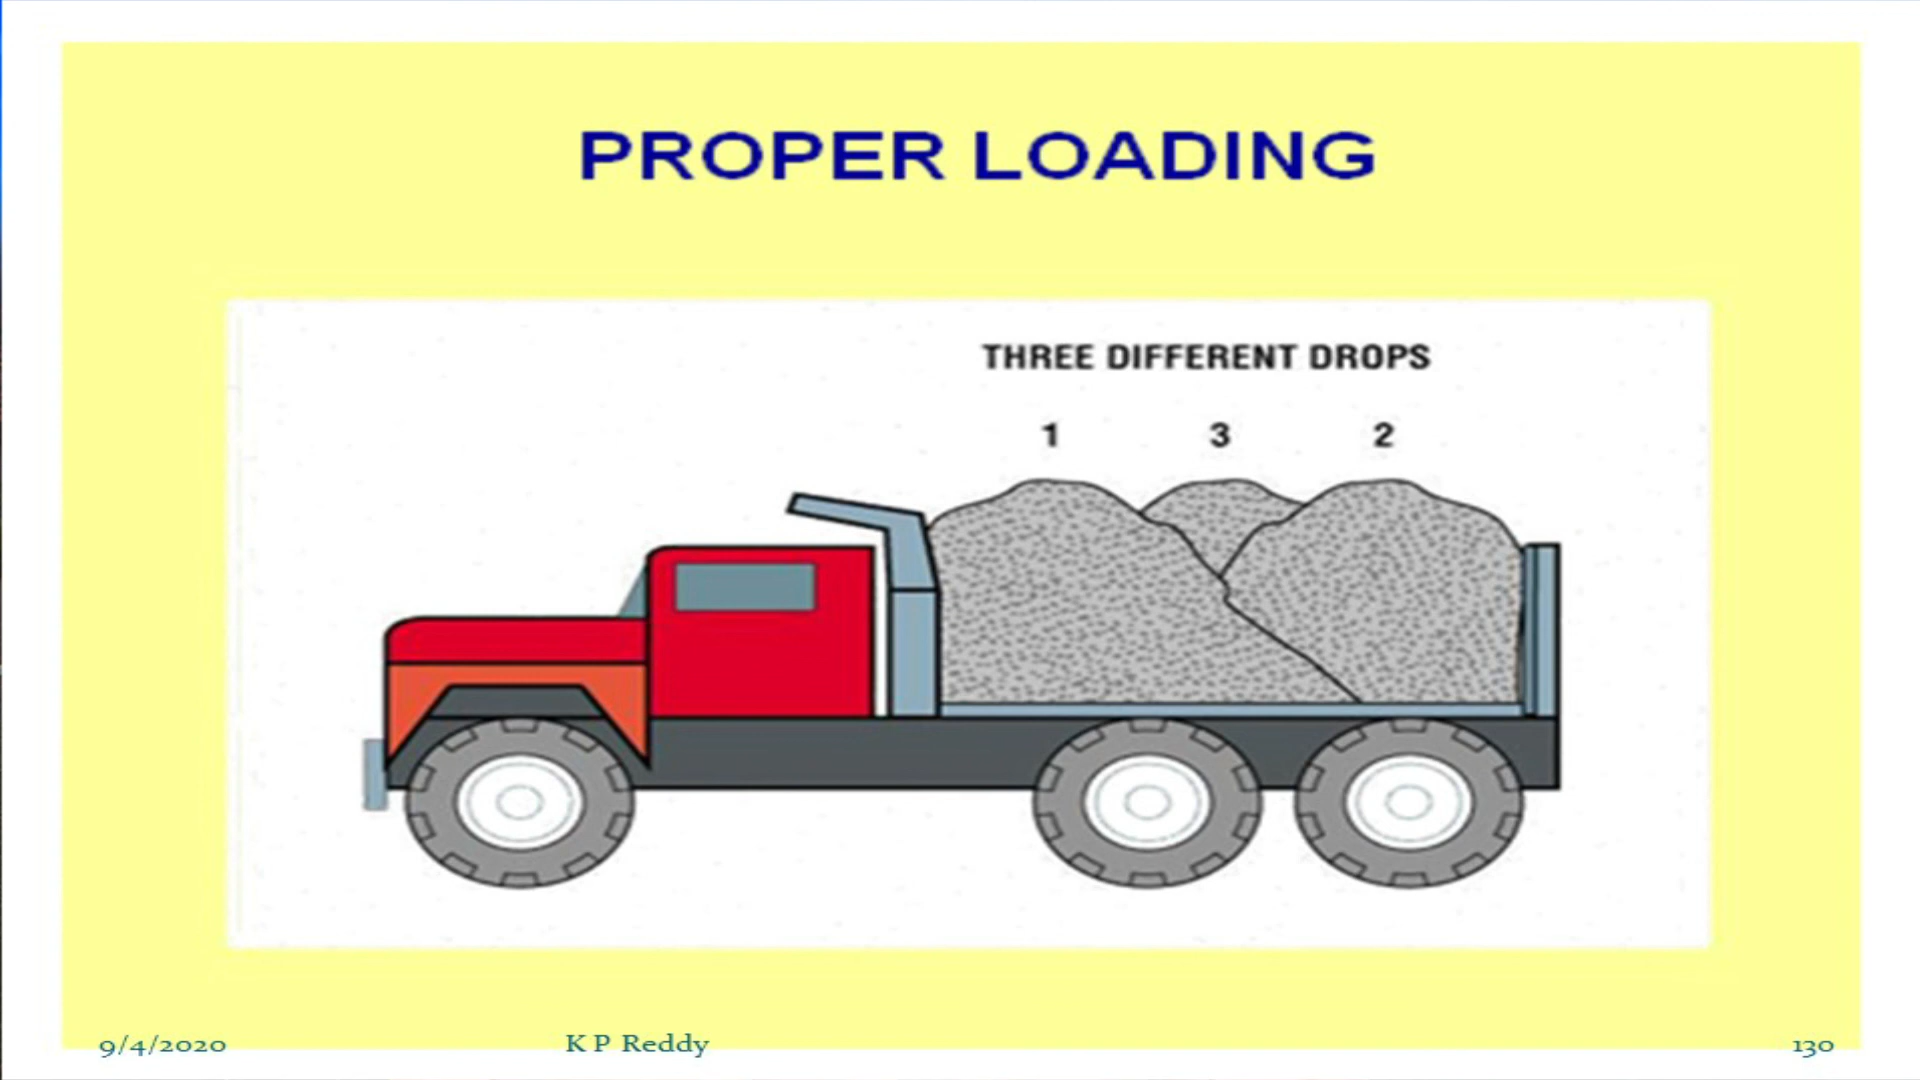 PROPER LOADING
THREE DIFFERENT DROPS
1 3 2
9/4/2020 K P Reddy 130